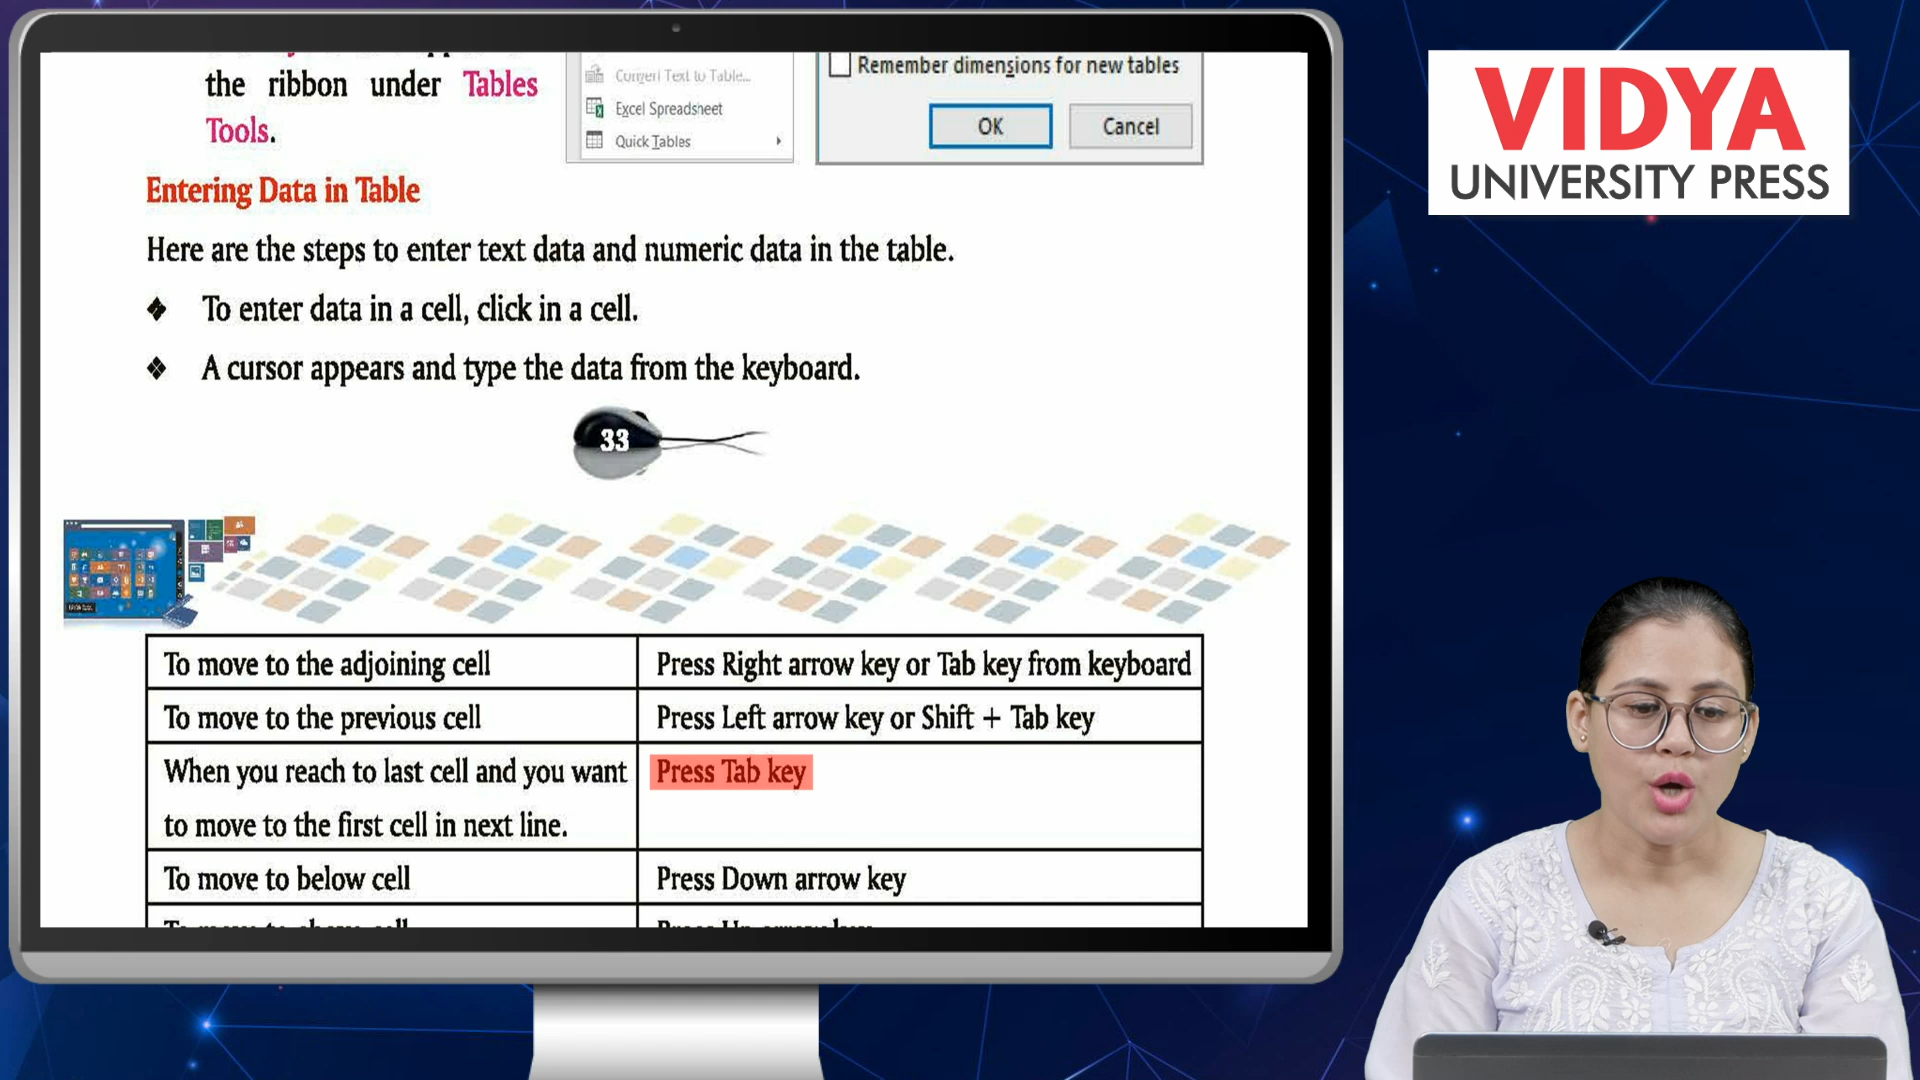 the ribbon under Tables
Tools.
Convert Text to Table...
Excel Spreadsheet
Quick Tables
Remember dimensions for new tables
OK Cancel
VIDYA
UNIVERSITY PRESS
Entering Data in Table
Here are the steps to enter text data and numeric data in the table.
❖ To enter data in a cell, click in a cell.
❖ A cursor appears and type the data from the keyboard.
33
To move to the adjoining cell Press Right arrow key or Tab key from keyboard
To move to the previous cell Press Left arrow key or Shift + Tab key
When you reach to last cell and you want Press Tab key
to move to the first cell in next line.
To move to below cell Press Down arrow key